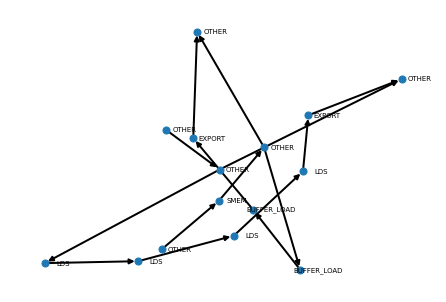 OTHER
OTHER
EXPORT
OTHER
EXPORT
OTHER
OTHER
LDS
SMEM
BUFFER_LOAD
LDS
OTHER
LDS
LDS
BUFFER_LOAD